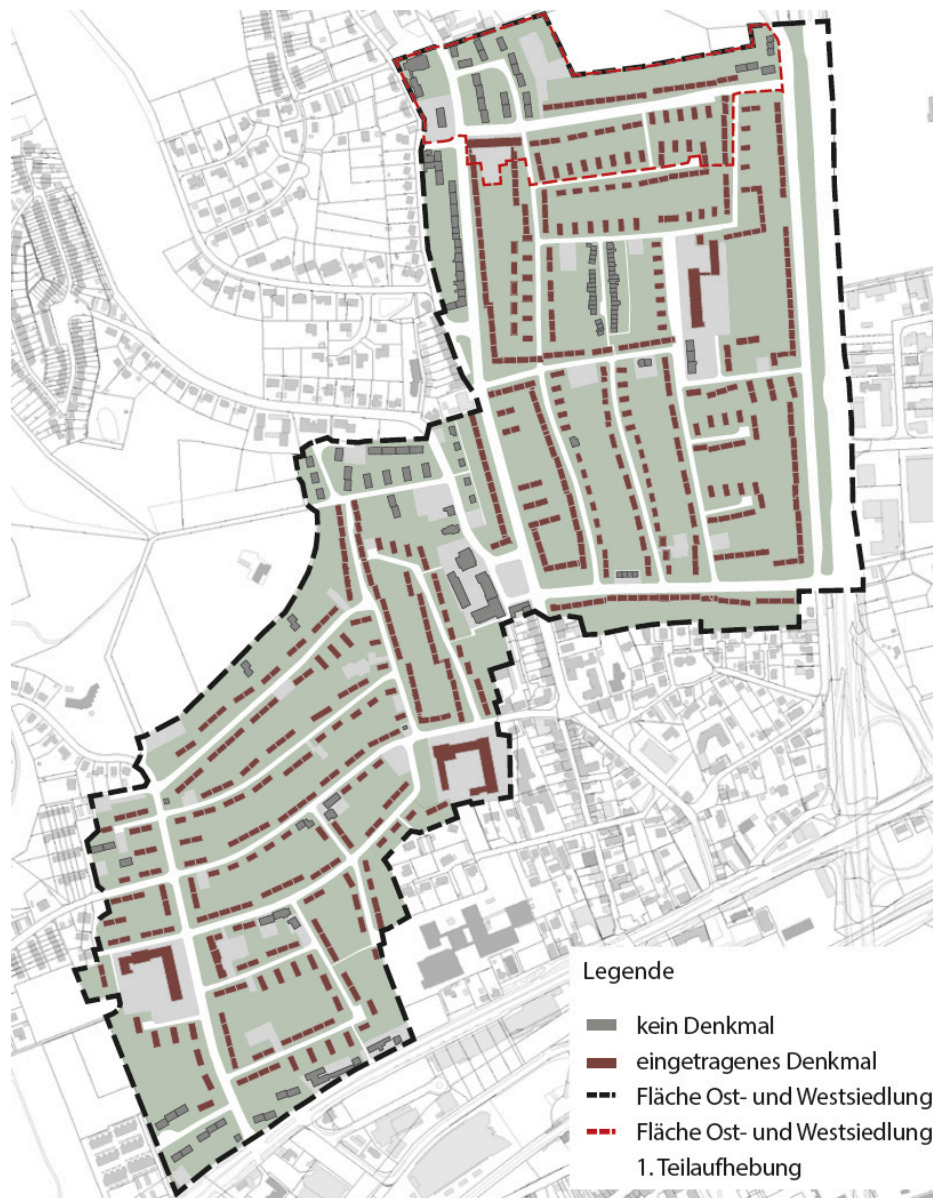 Legende
kein Denkmal
eingetragenes Denkmal
Fläche Ost- und Westsiedlung
Fläche Ost- und Westsiedlung
1. Teilaufhebung